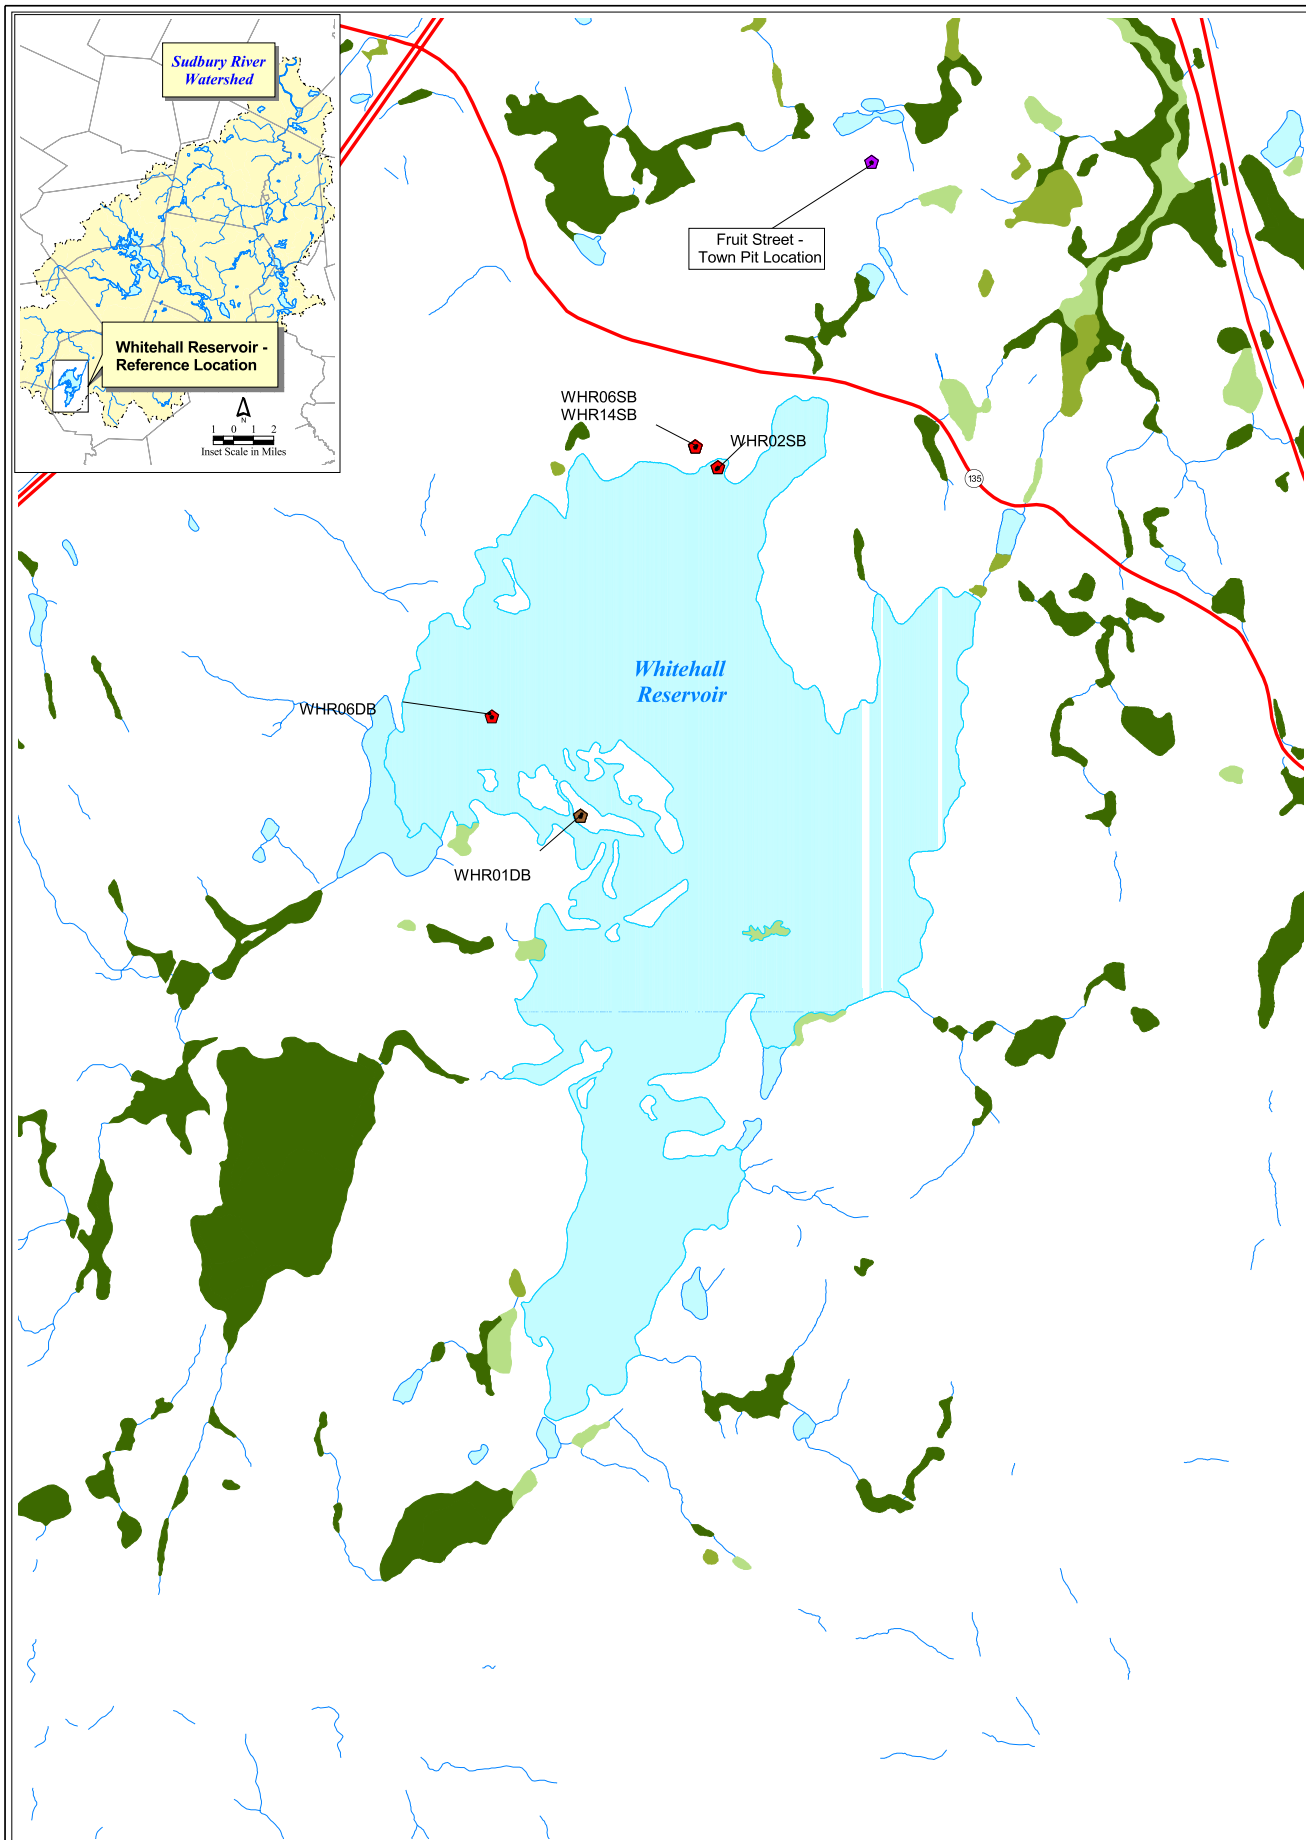 Sudbury River
Watershed
Whitehall Reservoir -
Reference Location
N
1 0 1 2
Inset Scale in Miles
Fruit Street -
Town Pit Location
WHR06SB
WHR14SB
WHR02SB
135
Whitehall
Reservoir
WHR06DB
WHR01DB